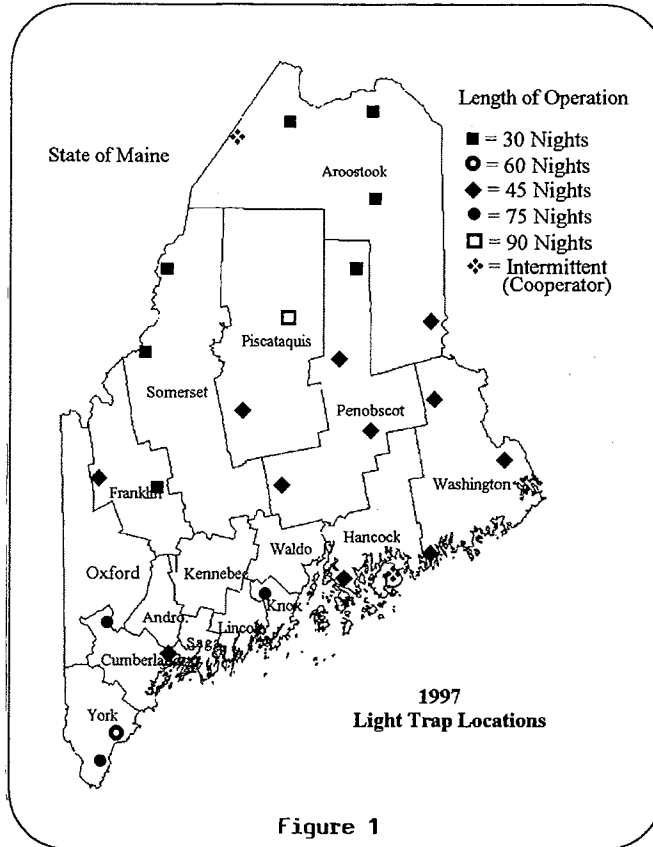 Length of Operation
■ = 30 Nights
State of Maine
= 60 Nights
Aroostook
◆ = 45 Nights
● = 75 Nights
□ = 90 Nights
❖ = Intermittent
(Cooperator)
Piscataquis
Somerset
Penobscot
Franklin
Washington
Hancock
Waldo
Oxford
Kennebec
Knox
Andro.
Lincoln
Saga
Cumberland
York
1997
Light Trap Locations
Figure 1